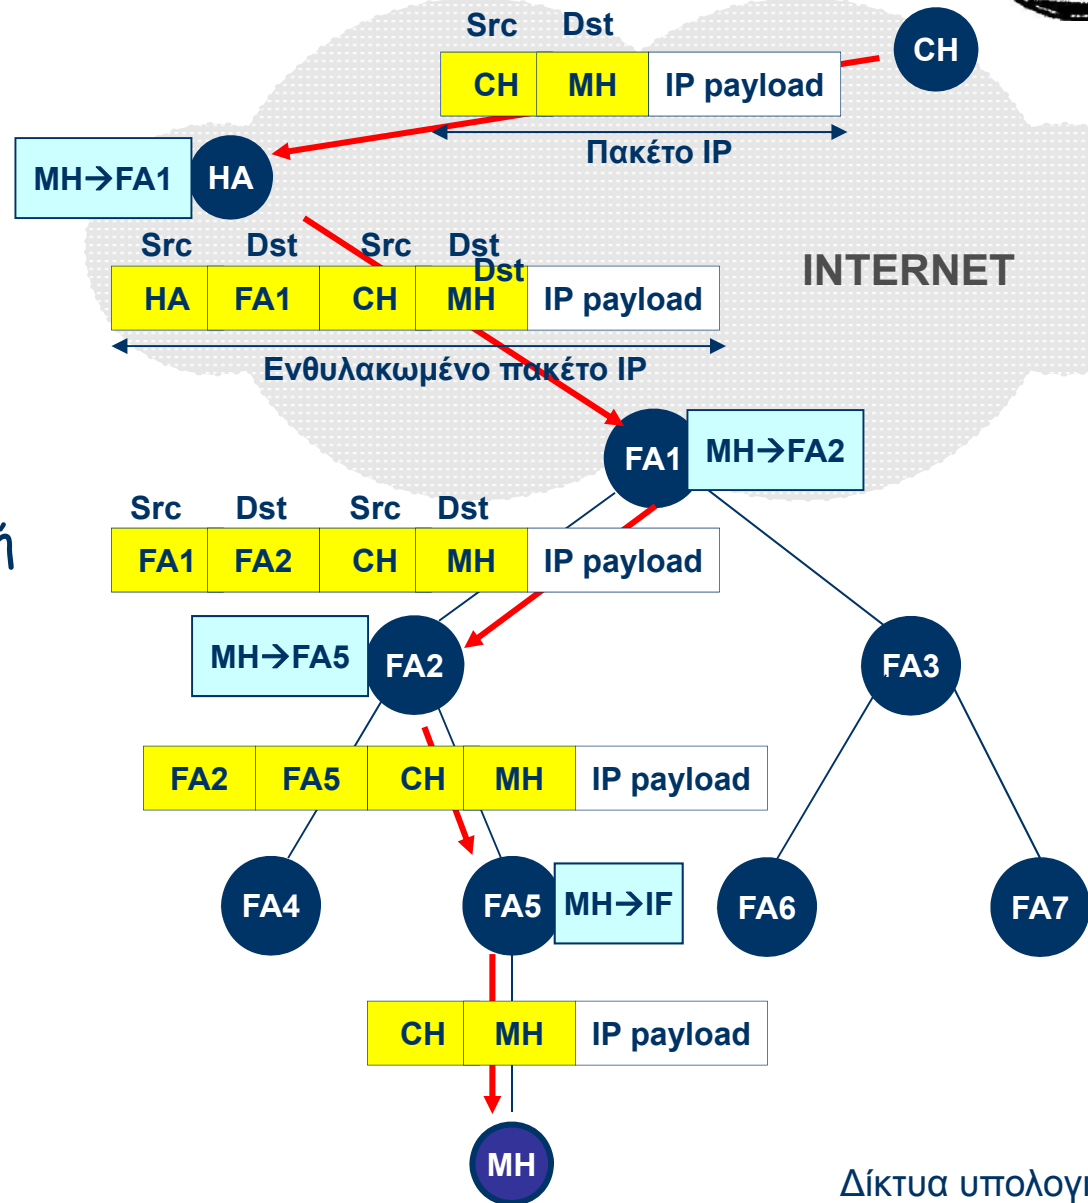 Src Dst
CH
CH MH IP payload
Πακέτο IP
MH→FA1 HA
Src Dst Src Dst
Dst
INTERNET
HA FA1 CH MH IP payload
Ενθυλακωμένο πακέτο IP
FA1 MH→FA2
Src Dst Src Dst
ή
FA1 FA2 CH MH IP payload
MH→FA5 FA2 FA3
FA2 FA5 CH MH IP payload
FA4 FA5 MH→IF FA6 FA7
CH MH IP payload
MH
Δίκτυα υπολογ